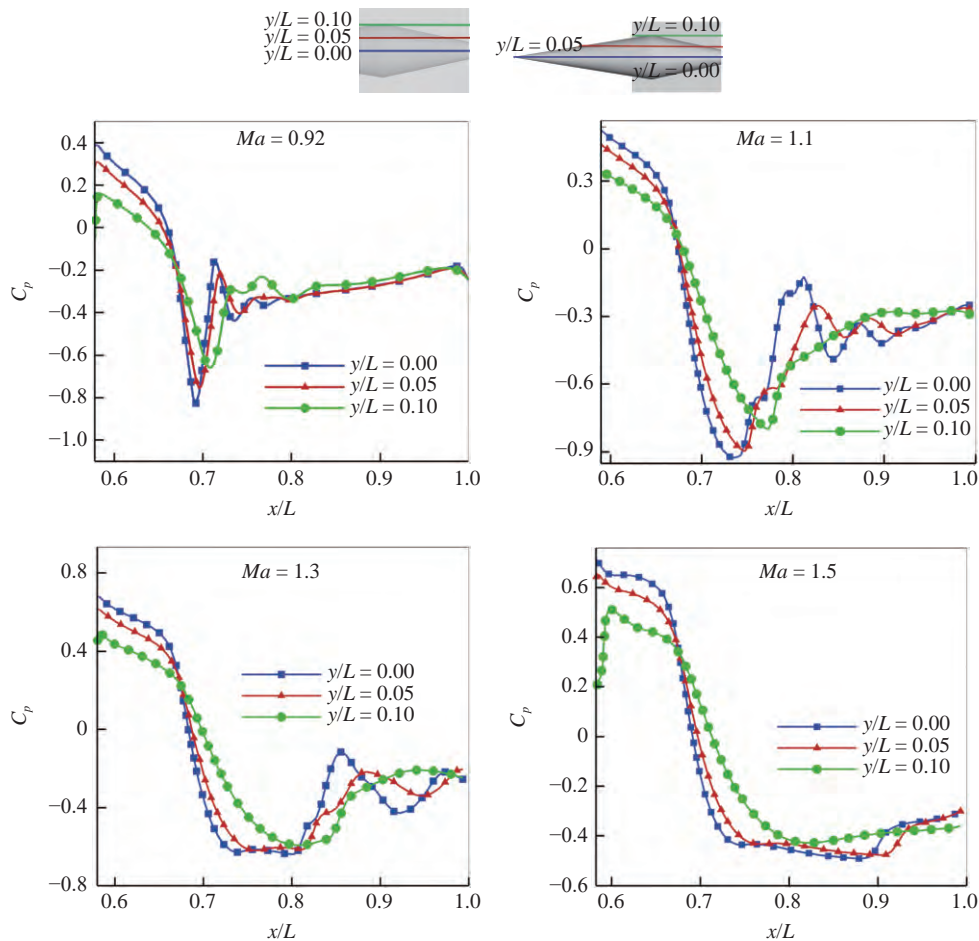 y/L = 0.10
y/L = 0.05
y/L = 0.00
y/L = 0.10
y/L = 0.05
y/L = 0.00
Ma = 0.92
0.4
0.2
0
−0.2
−0.4
−0.6
−0.8
−1.0
C_p
y/L = 0.00
y/L = 0.05
y/L = 0.10
0.6
0.7
0.8
0.9
1.0
x/L
Ma = 1.1
0.3
0
−0.3
−0.6
−0.9
C_p
y/L = 0.00
y/L = 0.05
y/L = 0.10
0.6
0.7
0.8
0.9
1.0
x/L
Ma = 1.3
0.8
0.4
0
−0.4
−0.8
C_p
y/L = 0.00
y/L = 0.05
y/L = 0.10
0.6
0.7
0.8
0.9
1.0
x/L
Ma = 1.5
0.6
0.4
0.2
0
−0.2
−0.4
−0.6
C_p
y/L = 0.00
y/L = 0.05
y/L = 0.10
0.6
0.7
0.8
0.9
1.0
x/L